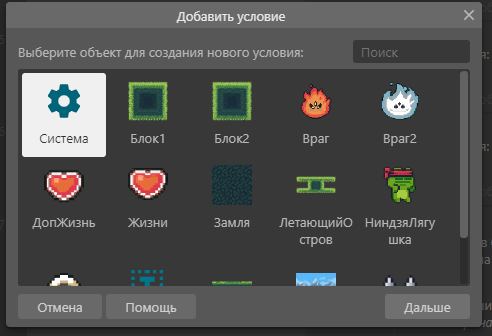 Добавить условие
Выберите объект для создания нового условия:
Поиск
Система
Блок1
Блок2
Враг
Враг2
ДопЖизнь
Жизни
Замля
ЛетающийО
стров
НиндзяЛягу
шка
Отмена
Помощь
Дальше